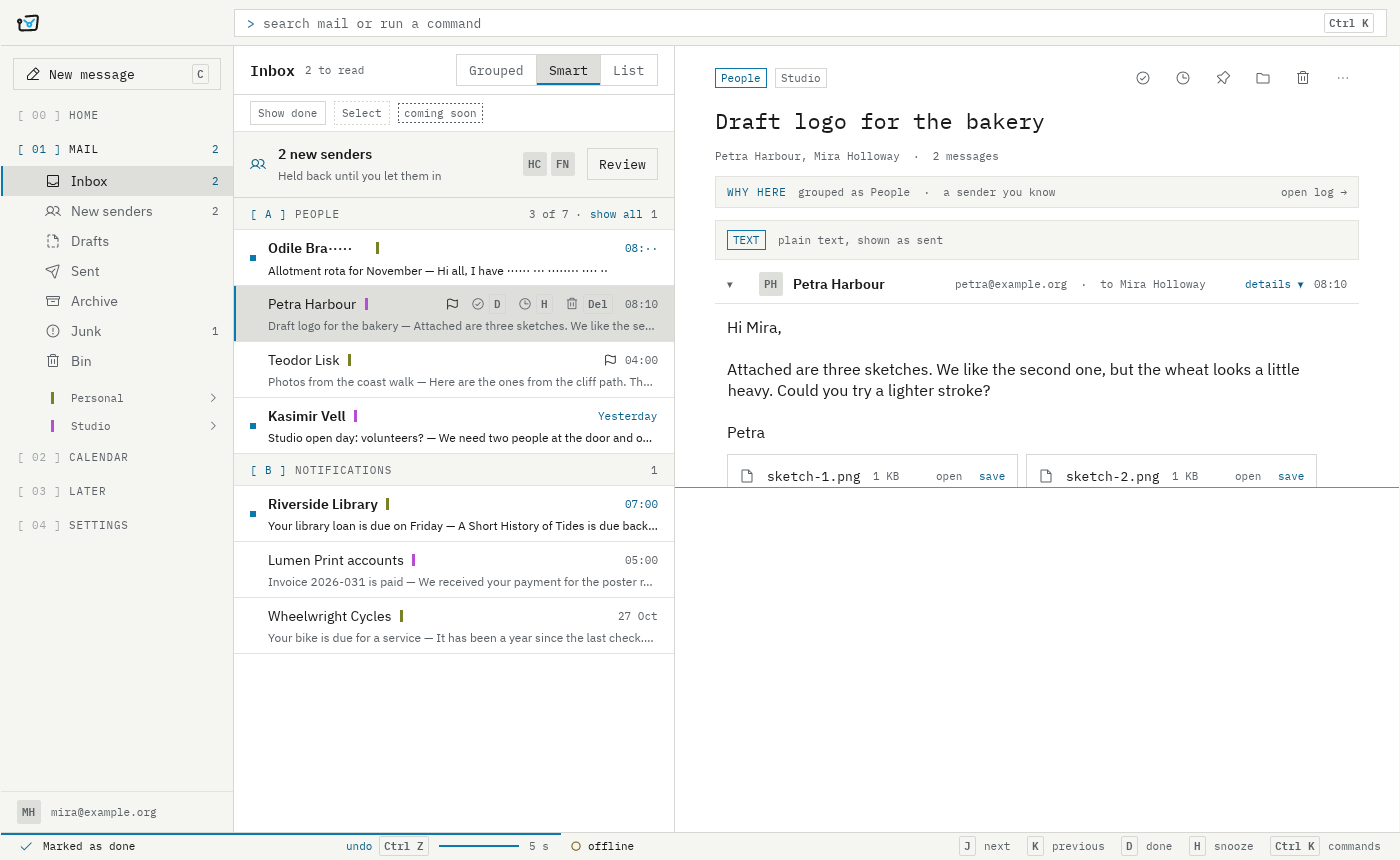 > search mail or run a command Ctrl K
New message C
[ 00 ] HOME
[ 01 ] MAIL 2
Inbox 2
New senders 2
Drafts
Sent
Archive
Junk 1
Bin
Personal
Studio
[ 02 ] CALENDAR
[ 03 ] LATER
[ 04 ] SETTINGS
MH mira@example.org
Inbox 2 to read Grouped Smart List
Show done Select coming soon
2 new senders
Held back until you let them in
HC FN Review
[ A ] PEOPLE 3 of 7 · show all 1
Odile Bra····· 08:··
Allotment rota for November — Hi all, I have ······ ··· ········ ···· ··
Petra Harbour D H Del 08:10
Draft logo for the bakery — Attached are three sketches. We like the se…
Teodor Lisk 04:00
Photos from the coast walk — Here are the ones from the cliff path. Th…
Kasimir Vell Yesterday
Studio open day: volunteers? — We need two people at the door and o…
[ B ] NOTIFICATIONS 1
Riverside Library 07:00
Your library loan is due on Friday — A Short History of Tides is due back…
Lumen Print accounts 05:00
Invoice 2026-031 is paid — We received your payment for the poster r…
Wheelwright Cycles 27 Oct
Your bike is due for a service — It has been a year since the last check.…
People Studio ···
Draft logo for the bakery
Petra Harbour, Mira Holloway · 2 messages
WHY HERE grouped as People · a sender you know open log →
TEXT plain text, shown as sent
▾ PH Petra Harbour petra@example.org · to Mira Holloway details ▾ 08:10
Hi Mira,
Attached are three sketches. We like the second one, but the wheat looks a little
heavy. Could you try a lighter stroke?
Petra
sketch-1.png 1 KB open save
sketch-2.png 1 KB open save
Marked as done undo Ctrl Z 5 s offline
J next K previous D done H snooze Ctrl K commands